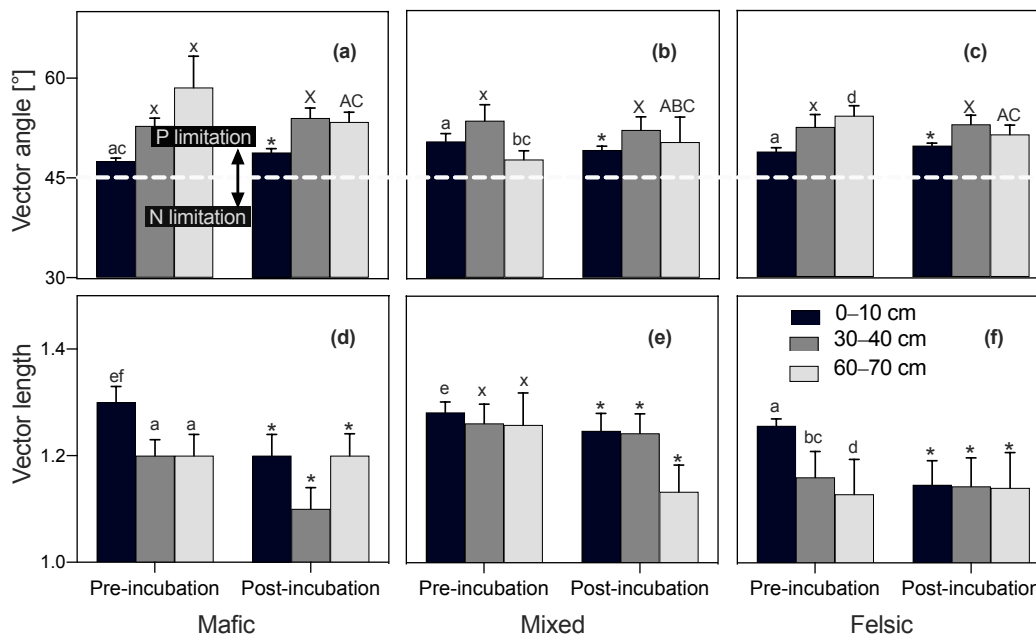 Vector angle [°]
60
45
30
(a)
P limitation
N limitation
ac
x
x
*
X
AC
(b)
a
x
bc
*
X
ABC
(c)
a
x
d
*
X
AC
Vector length
1.4
1.2
1.0
(d)
ef
a
a
*
*
*
(e)
e
x
x
*
*
*
(f)
0–10 cm
30–40 cm
60–70 cm
a
bc
d
*
*
*
Pre-incubation Post-incubation
Pre-incubation Post-incubation
Pre-incubation Post-incubation
Mafic
Mixed
Felsic